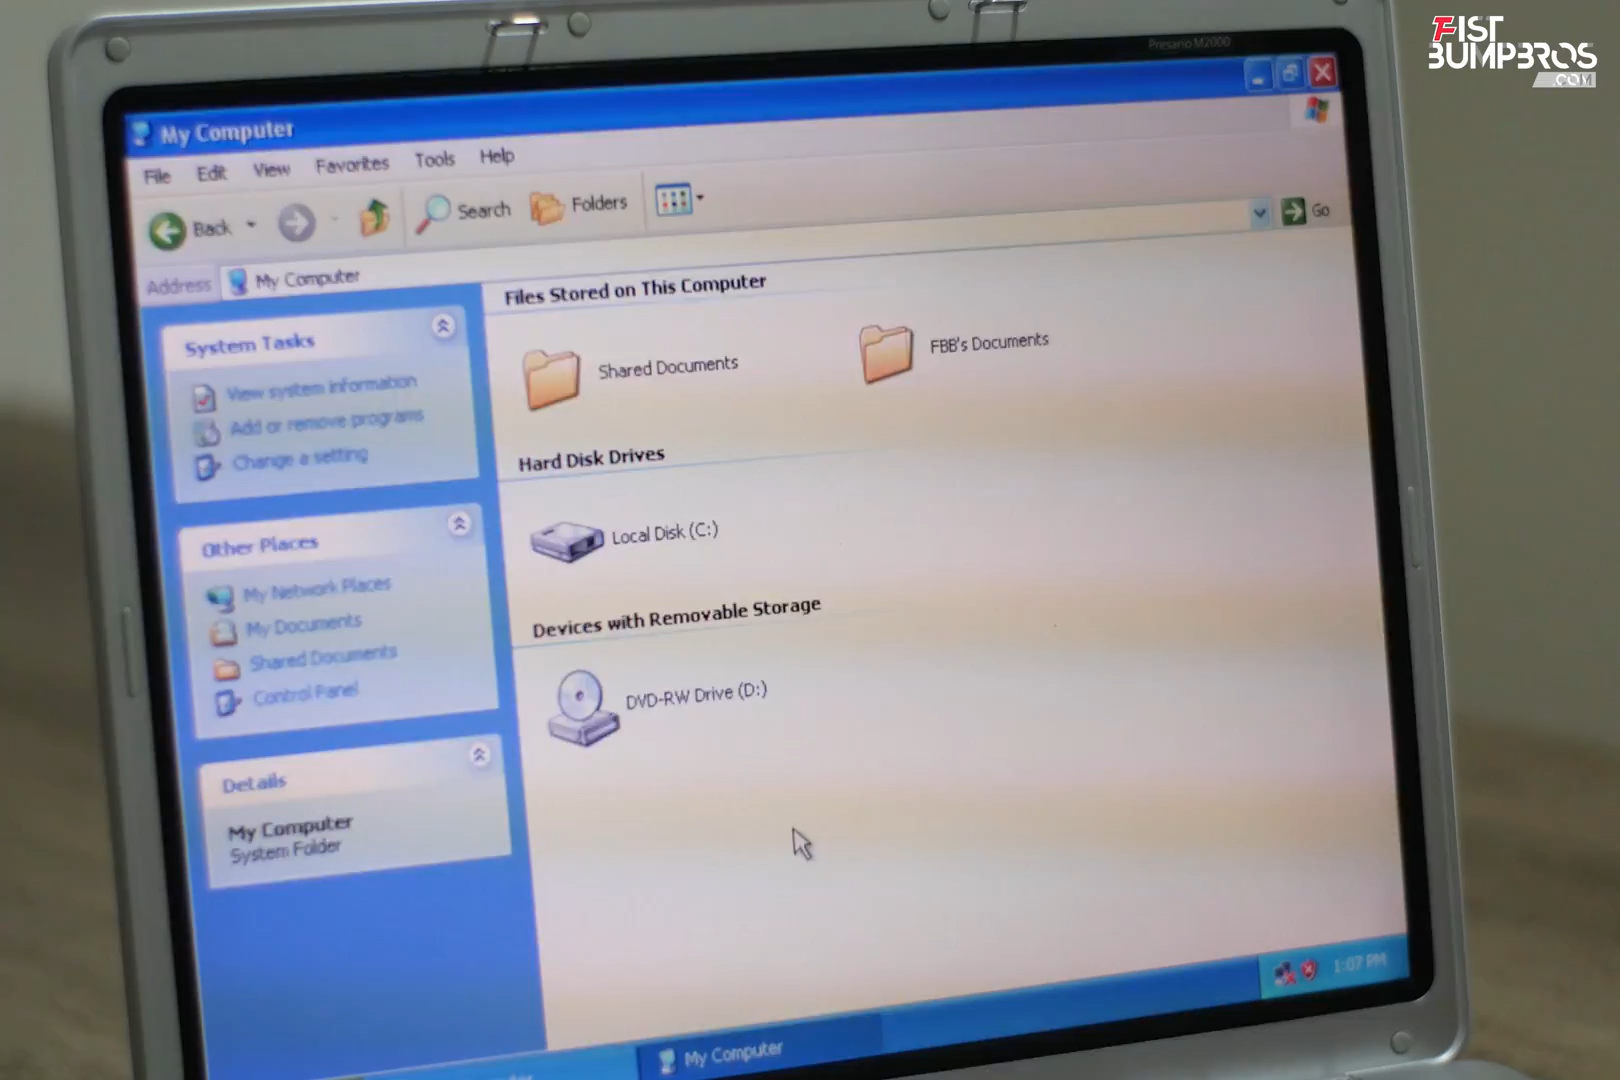 FIST
BUMPBROS
.COM
Presario M2000
My Computer
File Edit View Favorites Tools Help
Back Search Folders
Address My Computer Go
System Tasks
View system information
Add or remove programs
Change a setting
Other Places
My Network Places
My Documents
Shared Documents
Control Panel
Details
My Computer
System Folder
Files Stored on This Computer
Shared Documents FBB's Documents
Hard Disk Drives
Local Disk (C:)
Devices with Removable Storage
DVD-RW Drive (D:)
My Computer
1:07 PM